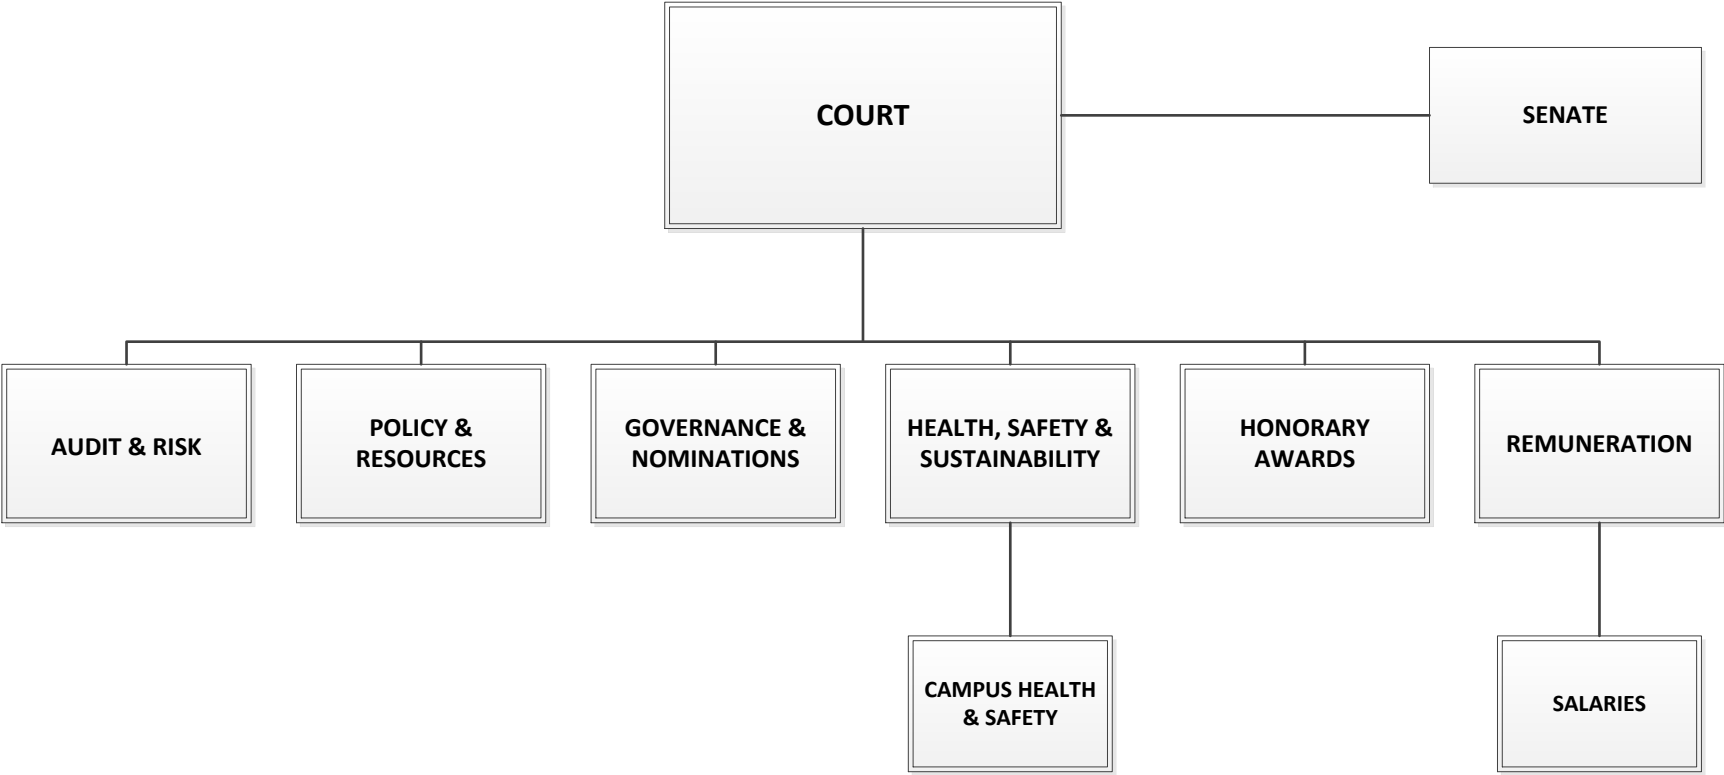 COURT
SENATE
AUDIT & RISK
POLICY &
RESOURCES
GOVERNANCE &
NOMINATIONS
HEALTH, SAFETY &
SUSTAINABILITY
HONORARY
AWARDS
REMUNERATION
CAMPUS HEALTH
& SAFETY
SALARIES